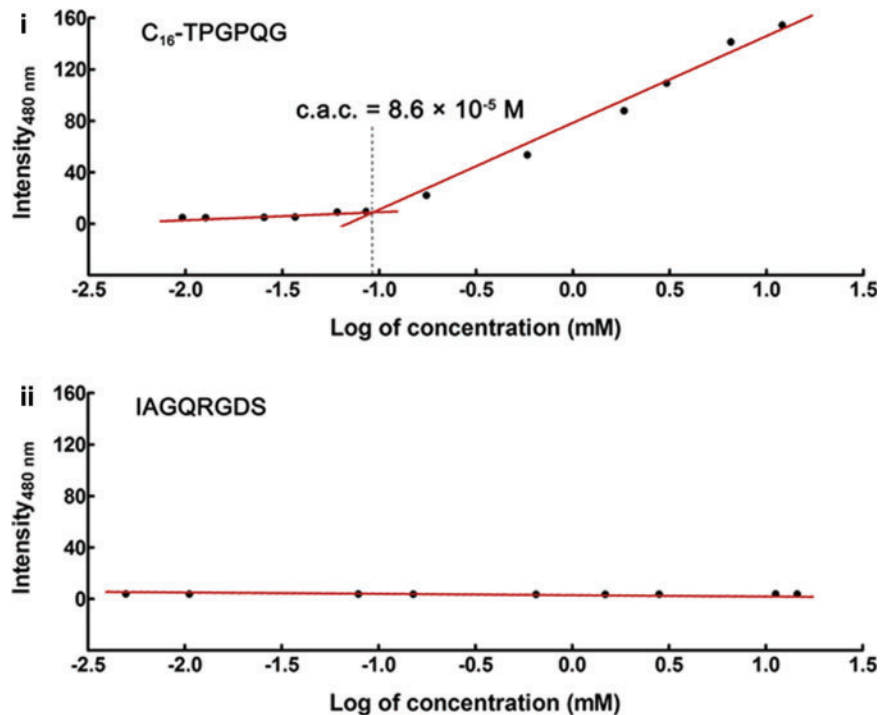 i
C₁₆-TPGPQG
c.a.c. = 8.6 × 10⁻⁵ M
Intensity₄₈₀ ₙₘ
160
120
80
40
0
-2.5 -2.0 -1.5 -1.0 -0.5 0.0 0.5 1.0 1.5
Log of concentration (mM)
ii
IAGQRGDS
Intensity₄₈₀ ₙₘ
160
120
80
40
0
-2.5 -2.0 -1.5 -1.0 -0.5 0.0 0.5 1.0 1.5
Log of concentration (mM)